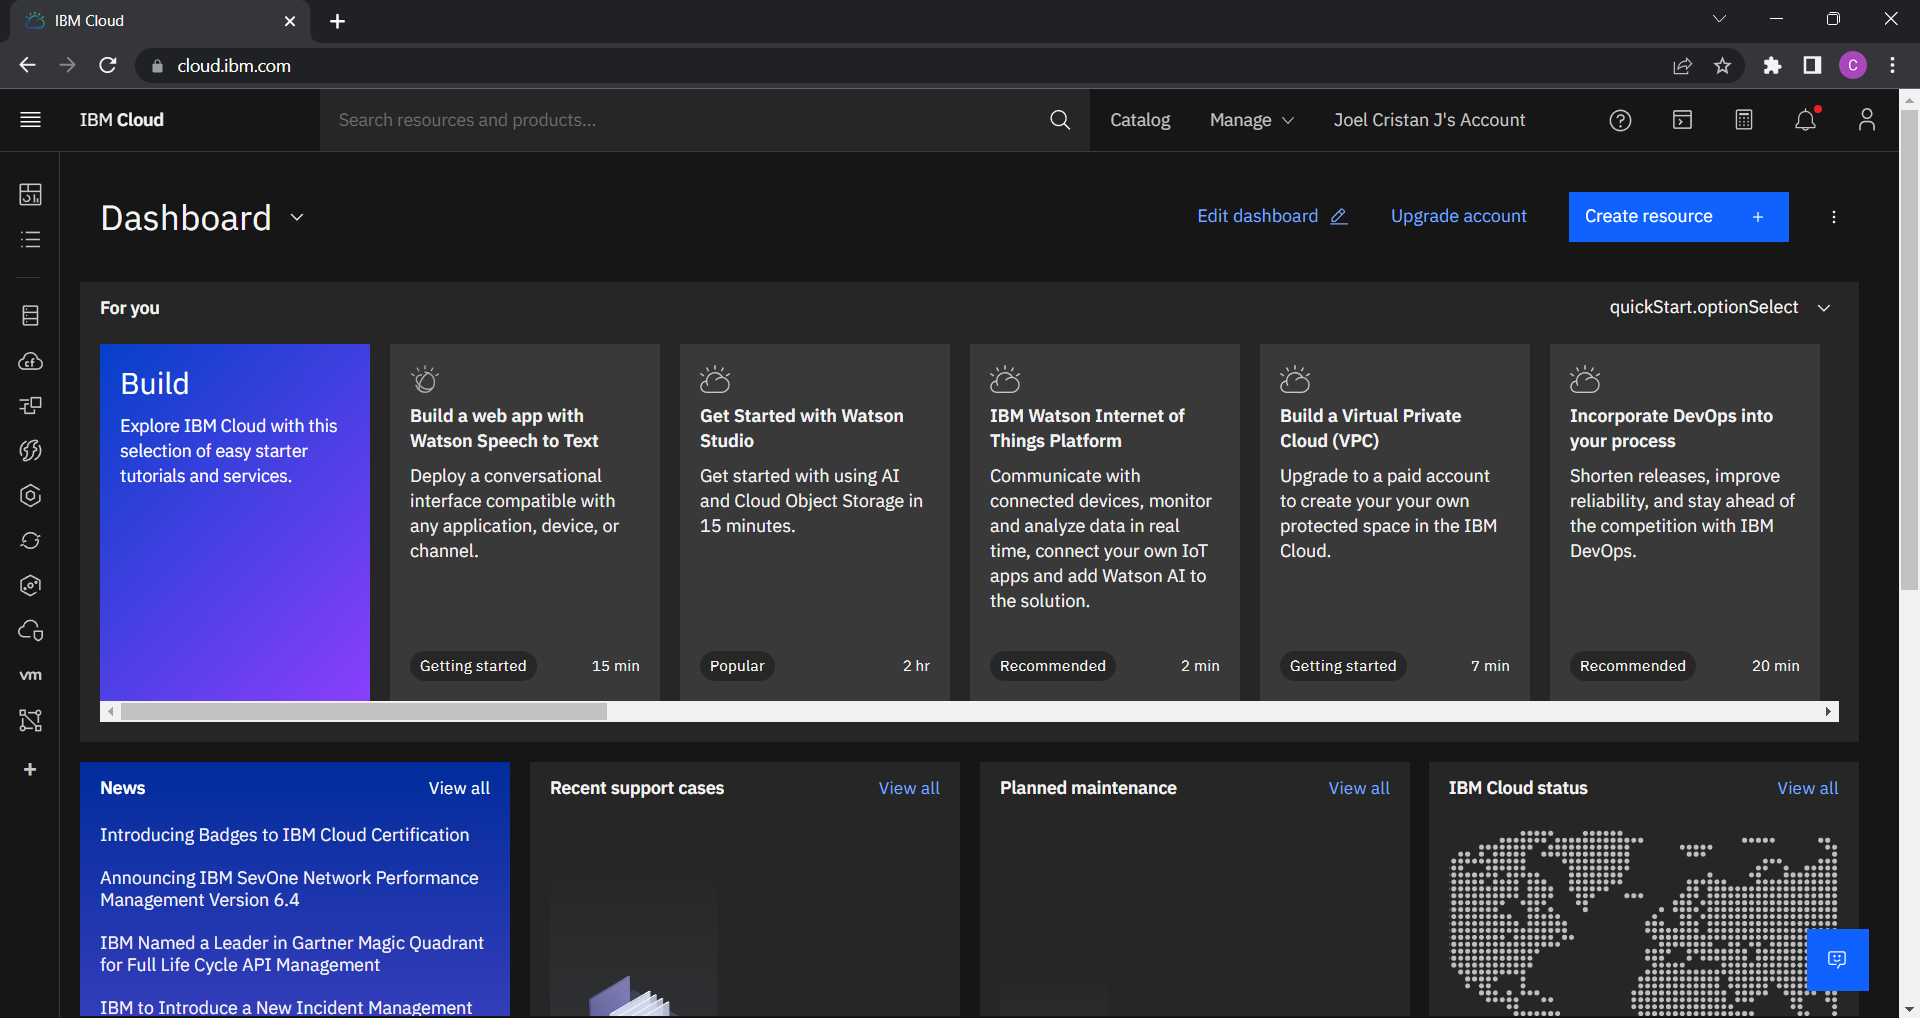 IBM Cloud
cloud.ibm.com
C
IBM Cloud
Search resources and products...
Catalog
Manage
Joel Cristan J's Account
Dashboard
Edit dashboard
Upgrade account
Create resource +
For you
quickStart.optionSelect
Build
Explore IBM Cloud with this
selection of easy starter
tutorials and services.
Build a web app with
Watson Speech to Text
Deploy a conversational
interface compatible with
any application, device, or
channel.
Getting started
15 min
Get Started with Watson
Studio
Get started with using AI
and Cloud Object Storage in
15 minutes.
Popular
2 hr
IBM Watson Internet of
Things Platform
Communicate with
connected devices, monitor
and analyze data in real
time, connect your own IoT
apps and add Watson AI to
the solution.
Recommended
2 min
Build a Virtual Private
Cloud (VPC)
Upgrade to a paid account
to create your your own
protected space in the IBM
Cloud.
Getting started
7 min
Incorporate DevOps into
your process
Shorten releases, improve
reliability, and stay ahead of
the competition with IBM
DevOps.
Recommended
20 min
cf
vm
News
View all
Introducing Badges to IBM Cloud Certification
Announcing IBM SevOne Network Performance
Management Version 6.4
IBM Named a Leader in Gartner Magic Quadrant
for Full Life Cycle API Management
IBM to Introduce a New Incident Management
Recent support cases
View all
Planned maintenance
View all
IBM Cloud status
View all